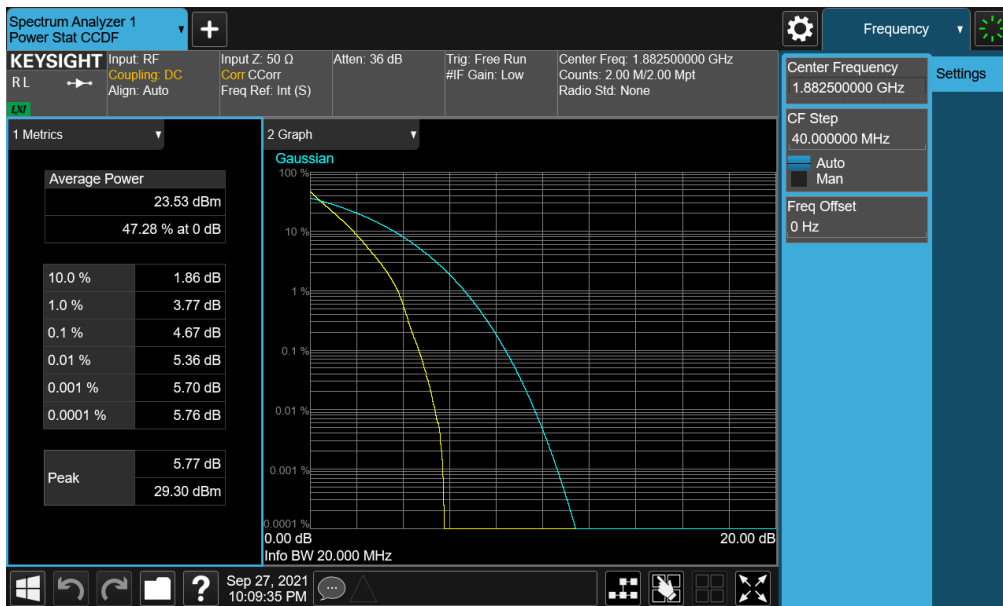 Spectrum Analyzer 1
Power Stat CCDF
+
Frequency
KEYSIGHT
R L
LXI
Input: RF
Coupling: DC
Align: Auto
Input Z: 50 Ω
Corr CCorr
Freq Ref: Int (S)
Atten: 36 dB
Trig: Free Run
#IF Gain: Low
Center Freq: 1.882500000 GHz
Counts: 2.00 M/2.00 Mpt
Radio Std: None
Center Frequency
1.882500000 GHz
Settings
CF Step
40.000000 MHz
Auto
Man
Freq Offset
0 Hz
1 Metrics
Average Power
23.53 dBm
47.28 % at 0 dB
10.0 % 1.86 dB
1.0 % 3.77 dB
0.1 % 4.67 dB
0.01 % 5.36 dB
0.001 % 5.70 dB
0.0001 % 5.76 dB
Peak
5.77 dB
29.30 dBm
2 Graph
Gaussian
100 %
10 %
1 %
0.1 %
0.01 %
0.001 %
0.0001 %
0.00 dB 20.00 dB
Info BW 20.000 MHz
?
Sep 27, 2021
10:09:35 PM